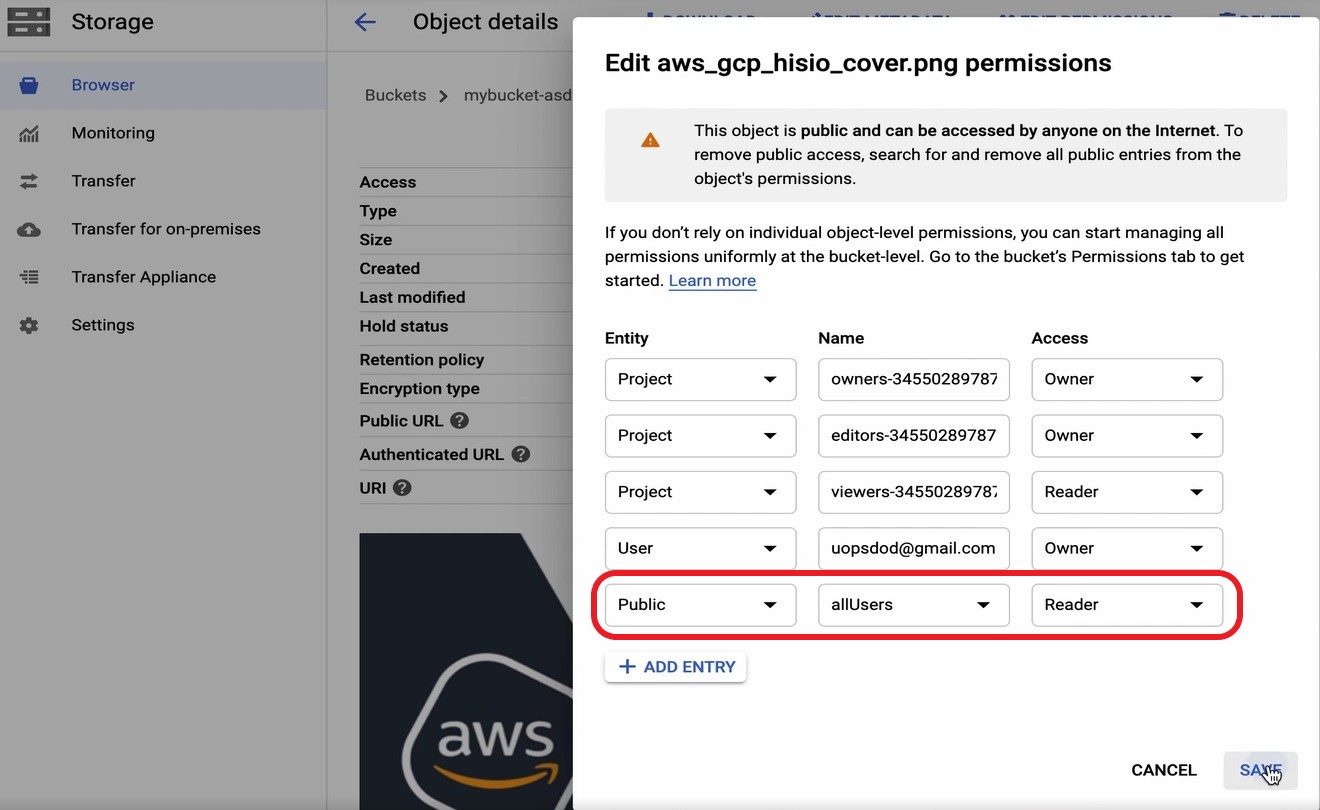 Storage
Browser
Monitoring
Transfer
Transfer for on-premises
Transfer Appliance
Settings
Object details
Buckets
mybucket-asd
Access
Type
Size
Created
Last modified
Hold status
Retention policy
Encryption type
Public URL
Authenticated URL
URI
aws
Edit aws_gcp_hisio_cover.png permissions
This object is public and can be accessed by anyone on the Internet. To
remove public access, search for and remove all public entries from the
object's permissions.
If you don’t rely on individual object-level permissions, you can start managing all
permissions uniformly at the bucket-level. Go to the bucket’s Permissions tab to get
started. Learn more
Entity Name Access
Project owners-34550289787 Owner
Project editors-34550289787 Owner
Project viewers-34550289787 Reader
User uopsdod@gmail.com Owner
Public allUsers Reader
+ ADD ENTRY
CANCEL SAVE